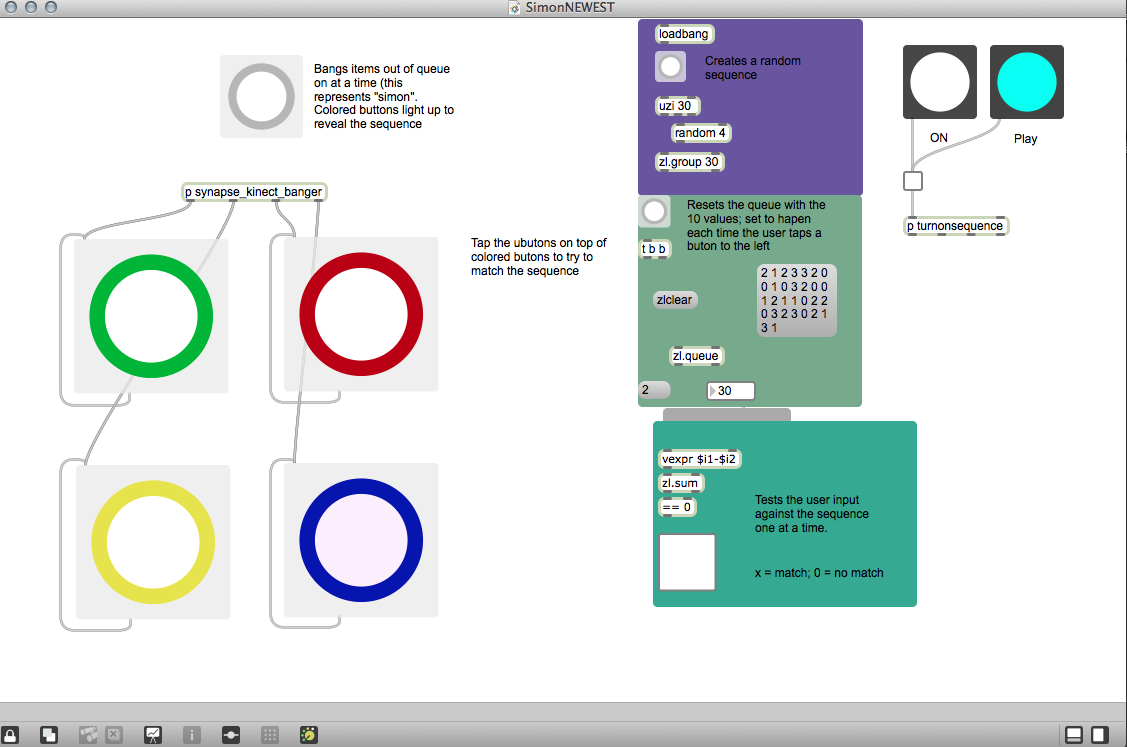 SimonNEWEST
Bangs items out of queue
on at a time (this
represents "simon".
Colored buttons light up to
reveal the sequence
p synapse_kinect_banger
Tap the ubutons on top of
colored butons to try to
match the sequence
loadbang
Creates a random
sequence
uzi 30
random 4
zl.group 30
Resets the queue with the
10 values; set to hapen
each time the user taps a
buton to the left
t b b
zlclear
2 1 2 3 3 2 0
0 1 0 3 2 0 0
1 2 1 1 0 2 2
0 3 2 3 0 2 1
3 1
zl.queue
2
30
vexpr $i1-$i2
zl.sum
== 0
Tests the user input
against the sequence
one at a time.
x = match; 0 = no match
ON
Play
p turnonsequence